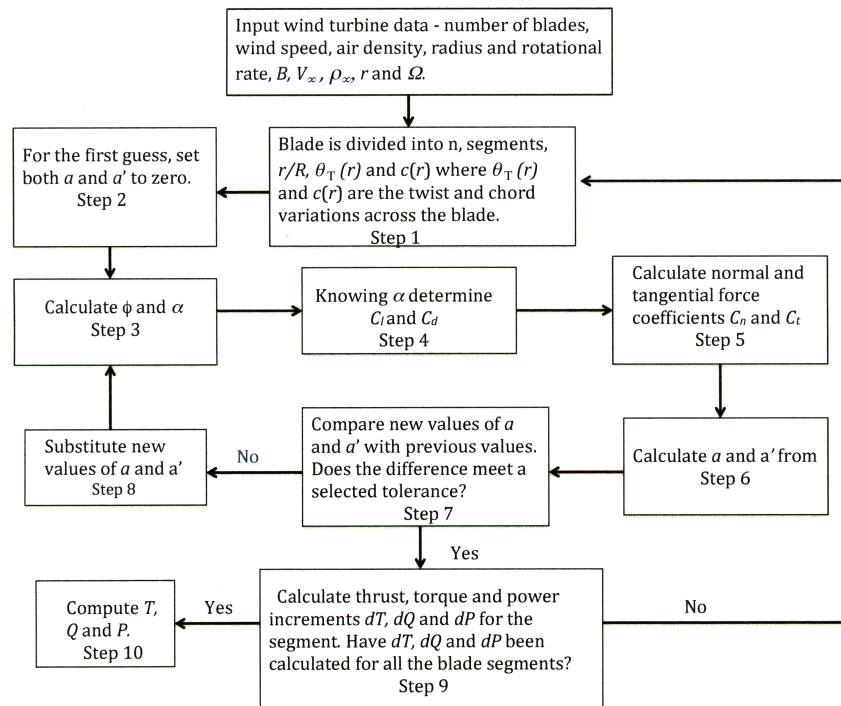 Input wind turbine data - number of blades,
wind speed, air density, radius and rotational
rate, B, V∞, ρ∞, r and Ω.
Blade is divided into n, segments,
r/R, θT (r) and c(r) where θT (r)
and c(r) are the twist and chord
variations across the blade.
Step 1
For the first guess, set
both a and a' to zero.
Step 2
Calculate ϕ and α
Step 3
Knowing α determine
Cl and Cd
Step 4
Calculate normal and
tangential force
coefficients Cn and Ct
Step 5
Calculate a and a' from
Step 6
Compare new values of a
and a' with previous values.
Does the difference meet a
selected tolerance?
Step 7
No
Substitute new
values of a and a'
Step 8
Yes
Calculate thrust, torque and power
increments dT, dQ and dP for the
segment. Have dT, dQ and dP been
calculated for all the blade segments?
Step 9
No
Yes
Compute T,
Q and P.
Step 10